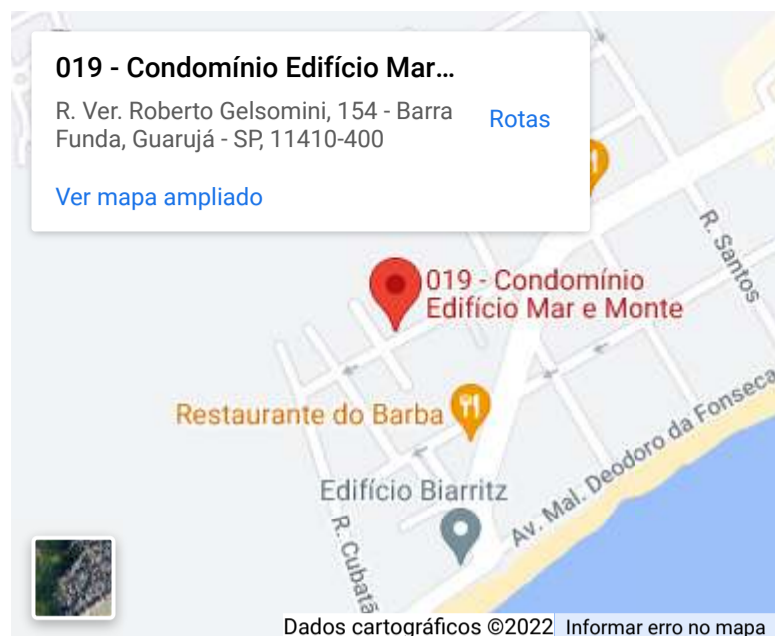 019 - Condomínio Edifício Mar...
R. Ver. Roberto Gelsomini, 154 - Barra
Funda, Guarujá - SP, 11410-400
Rotas
Ver mapa ampliado
R. Santos
019 - Condomínio
Edifício Mar e Monte
Restaurante do Barba
Av. Mal. Deodoro da Fonseca
Edifício Biarritz
R. Cubatã
Dados cartográficos ©2022
Informar erro no mapa